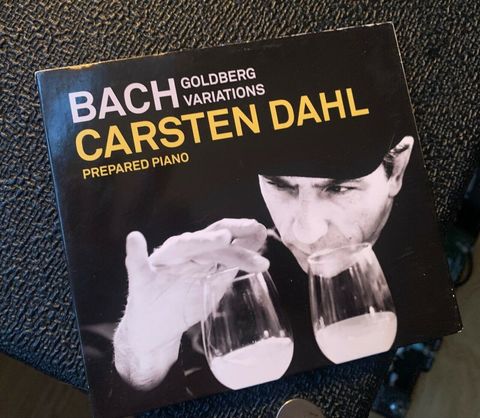 BACH GOLDBERG
VARIATIONS
CARSTEN DAHL
PREPARED PIANO